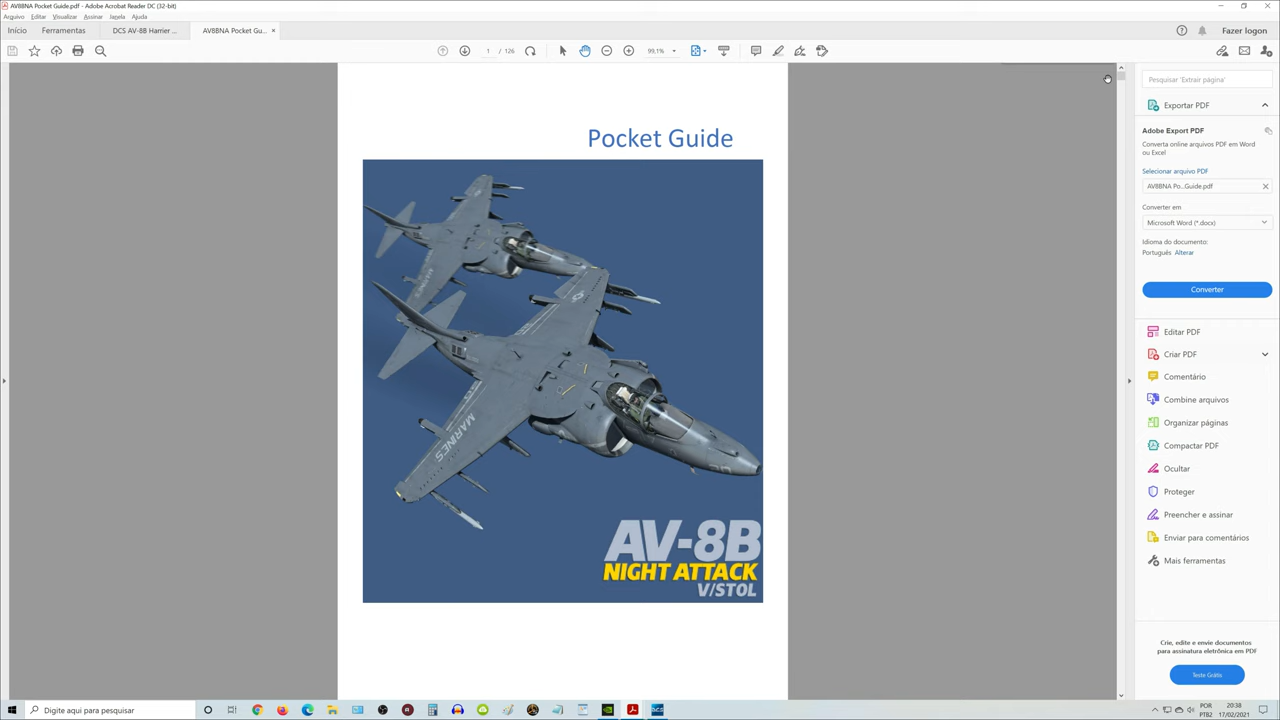 AV8BNA Pocket Guide.pdf - Adobe Acrobat Reader DC (32-bit)
Arquivo Editar Visualizar Assinar Janela Ajuda
Início Ferramentas DCS AV-8B Harrier ... AV8BNA Pocket Gu... ×
Fazer logon
1 / 126 99,1%
Pocket Guide
MARINES
AV-8B
NIGHT ATTACK
V/STOL
Pesquisar 'Extrair página'
Exportar PDF
Adobe Export PDF
Converta online arquivos PDF em Word
ou Excel
Selecionar arquivo PDF
AV8BNA Po...Guide.pdf
Converter em
Microsoft Word (*.docx)
Idioma do documento:
Português Alterar
Converter
Editar PDF
Criar PDF
Comentário
Combine arquivos
Organizar páginas
Compactar PDF
Ocultar
Proteger
Preencher e assinar
Enviar para comentários
Mais ferramentas
Crie, edite e envie documentos
para assinatura eletrônica em PDF
Teste Grátis
Digite aqui para pesquisar
POR
PTB2
20:38
17/02/2021